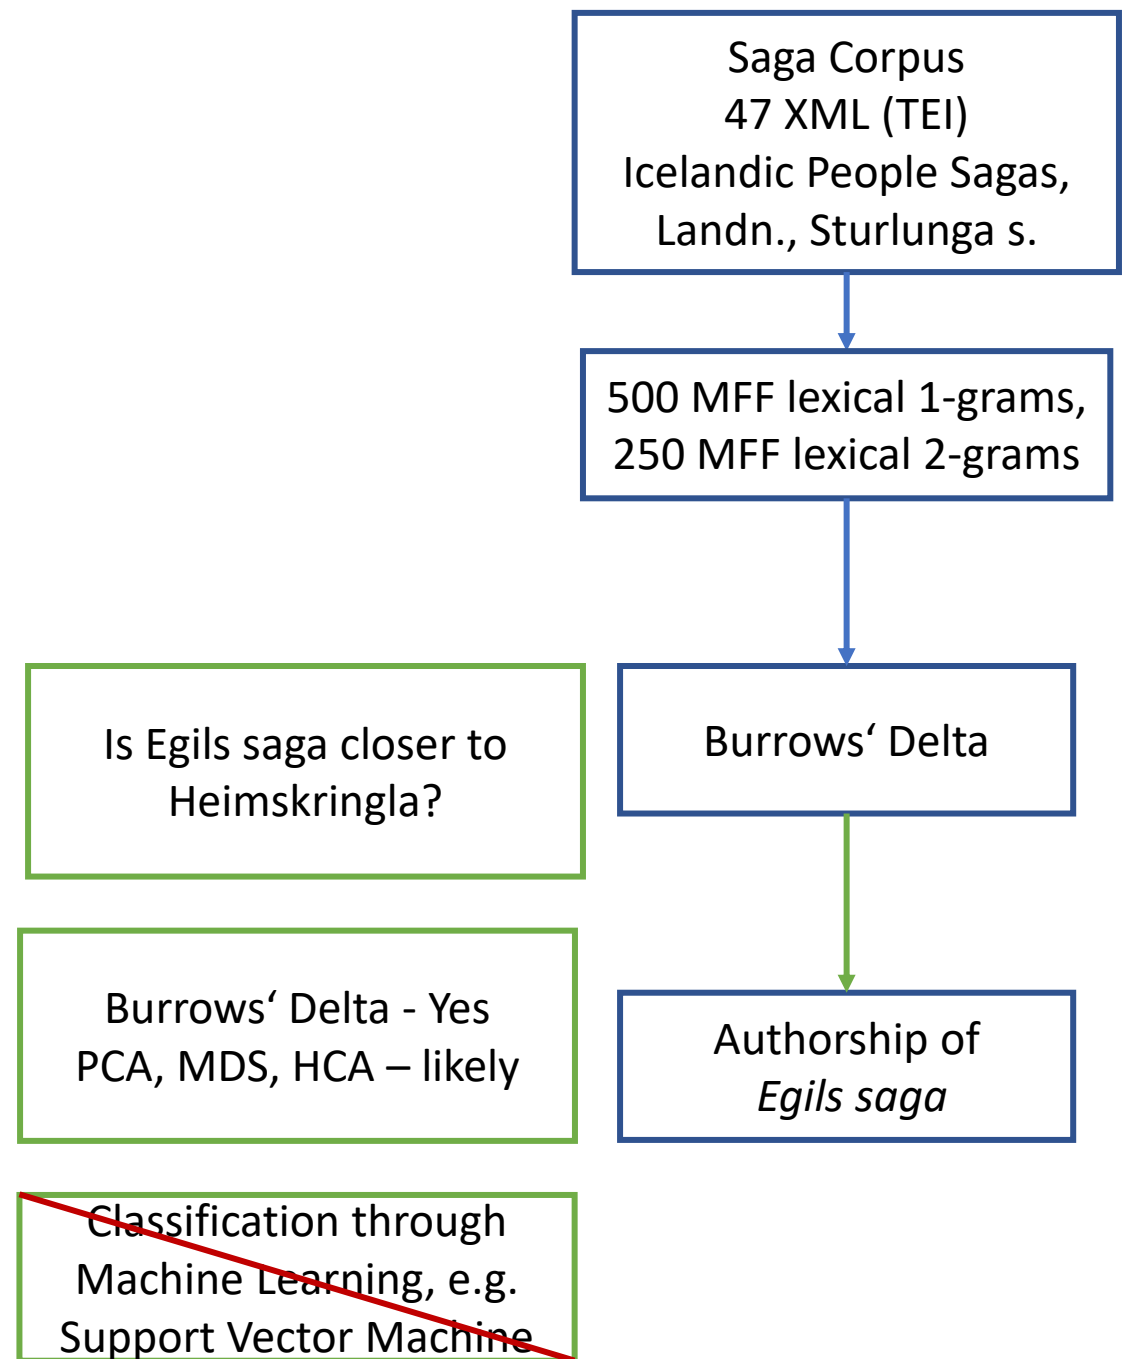 Saga Corpus
47 XML (TEI)
Icelandic People Sagas,
Landn., Sturlunga s.
500 MFF lexical 1-grams,
250 MFF lexical 2-grams
Is Egils saga closer to
Heimskringla?
Burrows‘ Delta
Burrows‘ Delta - Yes
PCA, MDS, HCA – likely
Authorship of
Egils saga
Classification through
Machine Learning, e.g.
Support Vector Machine